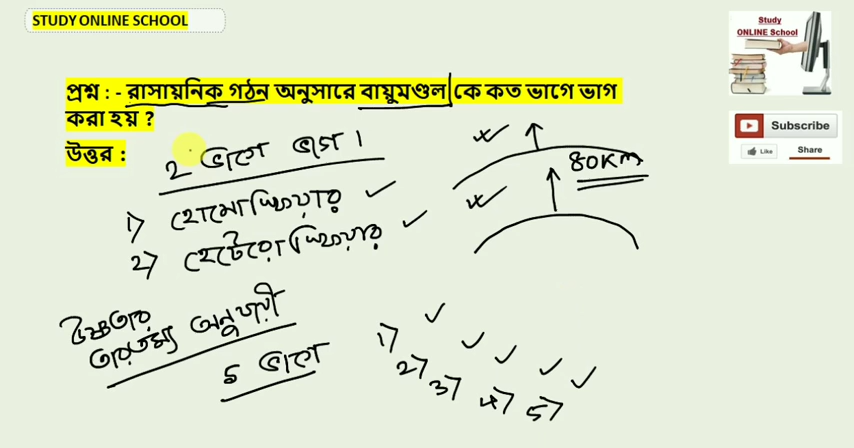 STUDY ONLINE SCHOOL
Study
ONLINE School
প্রশ্ন : - রাসায়নিক গঠন অনুসারে বায়ুমণ্ডল কে কত ভাগে ভাগ
করা হয় ?
উত্তর :
2 ভাগে ভাগ।
1) হোমোস্ফিয়ার
2) হেটেরোস্ফিয়ার
80Km
Subscribe
Like
Share
উষ্ণতার
তারতম্য অনুযায়ী
5 ভাগে
1)
2)
3)
4)
5)